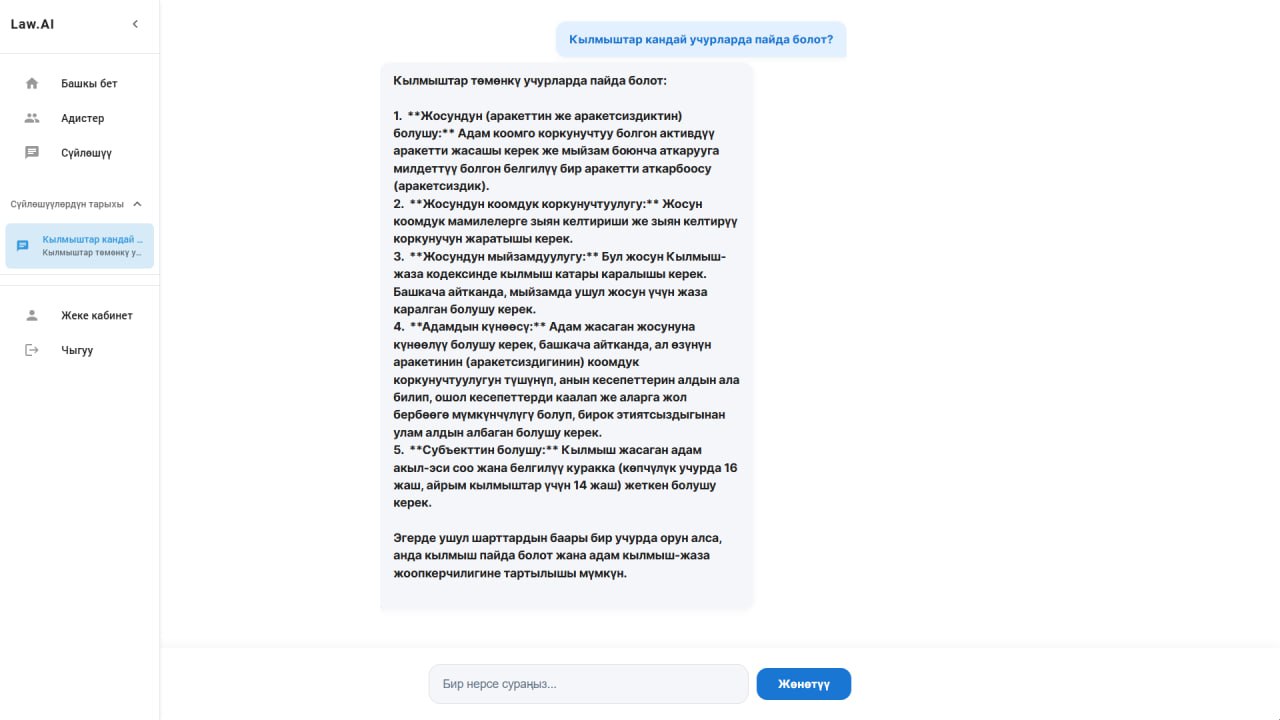 Law.AI
Башкы бет
Адистер
Сүйлөшүү
Сүйлөшүүлөрдүн тарыхы
Кылмыштар кандай ...
Кылмыштар төмөнкү у...
Жеке кабинет
Чыгуу
Кылмыштар кандай учурларда пайда болот?
Кылмыштар төмөнкү учурларда пайда болот:
1. **Жосундун (аракеттин же аракетсиздиктин)
болушу:** Адам коомго коркунучтуу болгон активдүү
аракетти жасашы керек же мыйзам боюнча аткарууга
милдеттүү болгон белгилүү бир аракетти аткарбоосу
(аракетсиздик).
2. **Жосундун коомдук коркунучтуулугу:** Жосун
коомдук мамилелерге зыян келтириши же зыян келтирүү
коркунучун жаратышы керек.
3. **Жосундун мыйзамдуулугу:** Бул жосун Кылмыш-
жаза кодексинде кылмыш катары каралышы керек.
Башкача айтканда, мыйзамда ушул жосун үчүн жаза
каралган болушу керек.
4. **Адамдын күнөөсү:** Адам жасаган жосунуна
күнөөлүү болушу керек, башкача айтканда, ал өзүнүн
аракетинин (аракетсиздигинин) коомдук
коркунучтуулугун түшүнүп, анын кесепеттерин алдын ала
билип, ошол кесепеттерди каалап же аларга жол
бербөөгө мүмкүнчүлүгү болуп, бирок этиятсыздыгынан
улам алдын албаган болушу керек.
5. **Субъекттин болушу:** Кылмыш жасаган адам
акыл-эси соо жана белгилүү куракка (көпчүлүк учурда 16
жаш, айрым кылмыштар үчүн 14 жаш) жеткен болушу
керек.
Эгерде ушул шарттардын баары бир учурда орун алса,
анда кылмыш пайда болот жана адам кылмыш-жаза
жоопкерчилигине тартылышы мүмкүн.
Бир нерсе сураңыз...
Жөнөтүү